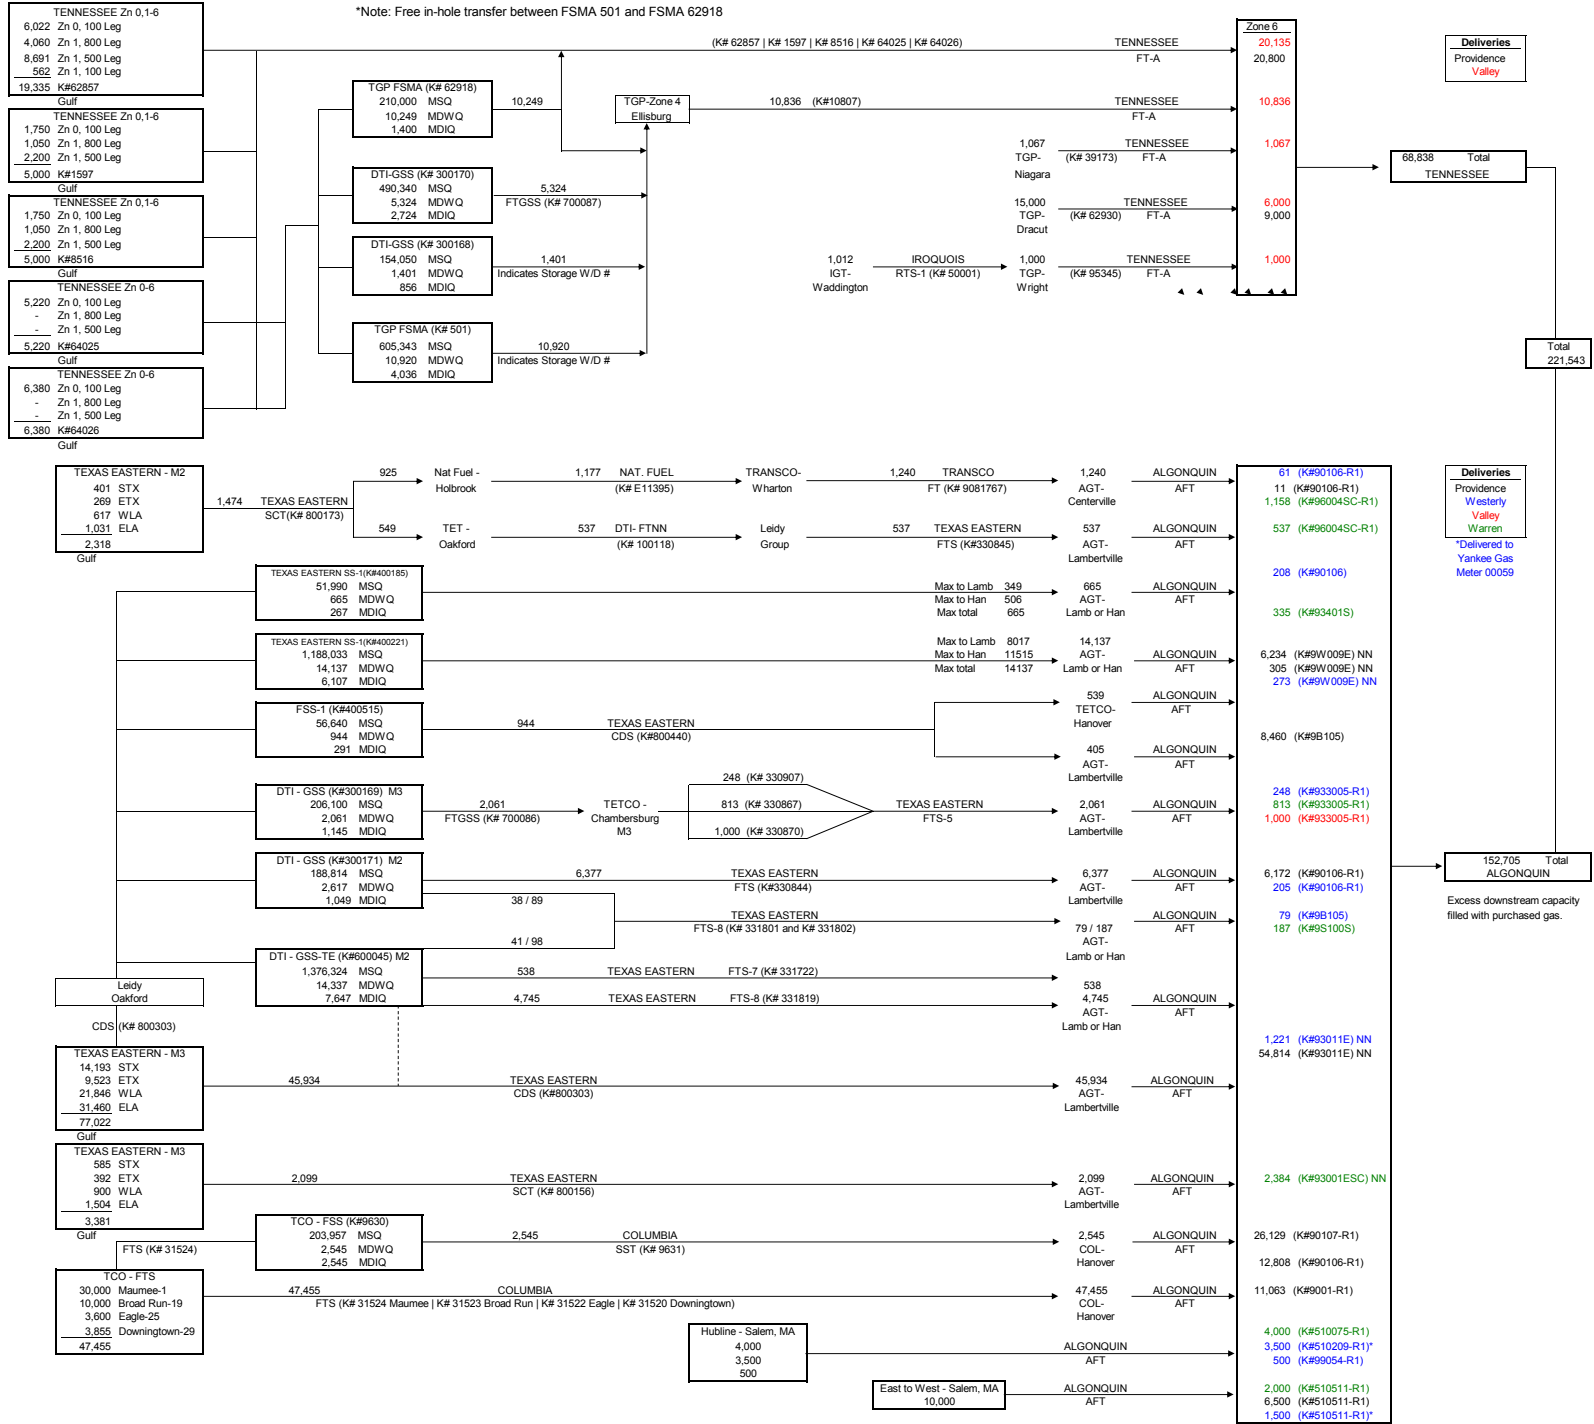 *Note: Free in-hole transfer between FSMA 501 and FSMA 62918
TENNESSEE Zn 0,1-6
6,022 Zn 0, 100 Leg
4,060 Zn 1, 800 Leg
8,691 Zn 1, 500 Leg
562 Zn 1, 100 Leg
19,335 K#62857
Gulf
TENNESSEE Zn 0,1-6
1,750 Zn 0, 100 Leg
1,050 Zn 1, 800 Leg
2,200 Zn 1, 500 Leg
5,000 K#1597
Gulf
TENNESSEE Zn 0,1-6
1,750 Zn 0, 100 Leg
1,050 Zn 1, 800 Leg
2,200 Zn 1, 500 Leg
5,000 K#8516
Gulf
TENNESSEE Zn 0-6
5,220 Zn 0, 100 Leg
- Zn 1, 800 Leg
- Zn 1, 500 Leg
5,220 K#64025
Gulf
TENNESSEE Zn 0-6
6,380 Zn 0, 100 Leg
- Zn 1, 800 Leg
- Zn 1, 500 Leg
6,380 K#64026
Gulf
TGP FSMA (K# 62918)
210,000 MSQ
10,249 MDWQ
1,400 MDIQ
10,249
DTI-GSS (K# 300170)
490,340 MSQ
5,324 MDWQ
2,724 MDIQ
5,324
FTGSS (K# 700087)
DTI-GSS (K# 300168)
154,050 MSQ
1,401 MDWQ
856 MDIQ
1,401
Indicates Storage W/D #
TGP FSMA (K# 501)
605,343 MSQ
10,920 MDWQ
4,036 MDIQ
10,920
Indicates Storage W/D #
TGP-Zone 4
Ellisburg
(K# 62857 | K# 1597 | K# 8516 | K# 64025 | K# 64026)
TENNESSEE
FT-A
10,836 (K#10807)
TENNESSEE
FT-A
1,067
TGP-
Niagara
(K# 39173)
TENNESSEE
FT-A
15,000
TGP-
Dracut
(K# 62930)
TENNESSEE
FT-A
1,012
IGT-
Waddington
IROQUOIS
RTS-1 (K# 50001)
1,000
TGP-
Wright
(K# 95345)
TENNESSEE
FT-A
Zone 6
20,135
20,800
10,836
1,067
6,000
9,000
1,000
Deliveries
Providence
Valley
68,838 Total
TENNESSEE
Total
221,543
TEXAS EASTERN - M2
401 STX
269 ETX
617 WLA
1,031 ELA
2,318
Gulf
1,474 TEXAS EASTERN
SCT(K# 800173)
925
Nat Fuel -
Holbrook
1,177 NAT. FUEL
(K# E11395)
TRANSCO-
Wharton
1,240 TRANSCO
FT (K# 9081767)
1,240
AGT-
Centerville
ALGONQUIN
AFT
61 (K#90106-R1)
11 (K#90106-R1)
1,158 (K#96004SC-R1)
549
TET -
Oakford
537 DTI- FTNN
(K# 100118)
Leidy
Group
537 TEXAS EASTERN
FTS (K#330845)
537
AGT-
Lambertville
ALGONQUIN
AFT
537 (K#96004SC-R1)
Deliveries
Providence
Westerly
Valley
Warren
*Delivered to
Yankee Gas
Meter 00059
TEXAS EASTERN SS-1(K#400185)
51,990 MSQ
665 MDWQ
267 MDIQ
Max to Lamb 349
Max to Han 506
Max total 665
665
AGT-
Lamb or Han
ALGONQUIN
AFT
208 (K#90106)
335 (K#93401S)
TEXAS EASTERN SS-1(K#400221)
1,188,033 MSQ
14,137 MDWQ
6,107 MDIQ
Max to Lamb 8017
Max to Han 11515
Max total 14137
14,137
AGT-
Lamb or Han
ALGONQUIN
AFT
6,234 (K#9W009E) NN
305 (K#9W009E) NN
273 (K#9W009E) NN
FSS-1 (K#400515)
56,640 MSQ
944 MDWQ
291 MDIQ
944 TEXAS EASTERN
CDS (K#800440)
539
TETCO-
Hanover
ALGONQUIN
AFT
8,460 (K#9B105)
405
AGT-
Lambertville
ALGONQUIN
AFT
DTI - GSS (K#300169) M3
206,100 MSQ
2,061 MDWQ
1,145 MDIQ
2,061
FTGSS (K# 700086)
TETCO -
Chambersburg
M3
248 (K# 330907)
813 (K# 330867)
1,000 (K# 330870)
TEXAS EASTERN
FTS-5
2,061
AGT-
Lambertville
ALGONQUIN
AFT
248 (K#933005-R1)
813 (K#933005-R1)
1,000 (K#933005-R1)
DTI - GSS (K#300171) M2
188,814 MSQ
2,617 MDWQ
1,049 MDIQ
6,377 TEXAS EASTERN
FTS (K#330844)
6,377
AGT-
Lambertville
ALGONQUIN
AFT
6,172 (K#90106-R1)
205 (K#90106-R1)
152,705 Total
ALGONQUIN
Excess downstream capacity
filled with purchased gas.
38 / 89
41 / 98
TEXAS EASTERN
FTS-8 (K# 331801 and K# 331802)
79 / 187
AGT-
Lamb or Han
ALGONQUIN
AFT
79 (K#9B105)
187 (K#9S100S)
DTI - GSS-TE (K#600045) M2
1,376,324 MSQ
14,337 MDWQ
7,647 MDIQ
538 TEXAS EASTERN FTS-7 (K# 331722)
538
4,745 TEXAS EASTERN FTS-8 (K# 331819)
4,745
AGT-
Lamb or Han
ALGONQUIN
AFT
Leidy
Oakford
CDS (K# 800303)
1,221 (K#93011E) NN
54,814 (K#93011E) NN
TEXAS EASTERN - M3
14,193 STX
9,523 ETX
21,846 WLA
31,460 ELA
77,022
Gulf
45,934 TEXAS EASTERN
CDS (K#800303)
45,934
AGT-
Lambertville
ALGONQUIN
AFT
TEXAS EASTERN - M3
585 STX
392 ETX
900 WLA
1,504 ELA
3,381
Gulf
2,099 TEXAS EASTERN
SCT (K# 800156)
2,099
AGT-
Lambertville
ALGONQUIN
AFT
2,384 (K#93001ESC) NN
FTS (K# 31524)
TCO - FSS (K#9630)
203,957 MSQ
2,545 MDWQ
2,545 MDIQ
2,545 COLUMBIA
SST (K# 9631)
2,545
COL-
Hanover
ALGONQUIN
AFT
26,129 (K#90107-R1)
12,808 (K#90106-R1)
TCO - FTS
30,000 Maumee-1
10,000 Broad Run-19
3,600 Eagle-25
3,855 Downingtown-29
47,455
47,455 COLUMBIA
FTS (K# 31524 Maumee | K# 31523 Broad Run | K# 31522 Eagle | K# 31520 Downingtown)
47,455
COL-
Hanover
ALGONQUIN
AFT
11,063 (K#9001-R1)
Hubline - Salem, MA
4,000
3,500
500
ALGONQUIN
AFT
4,000 (K#510075-R1)
3,500 (K#510209-R1)*
500 (K#99054-R1)
East to West - Salem, MA
10,000
ALGONQUIN
AFT
2,000 (K#510511-R1)
6,500 (K#510511-R1)
1,500 (K#510511-R1)*